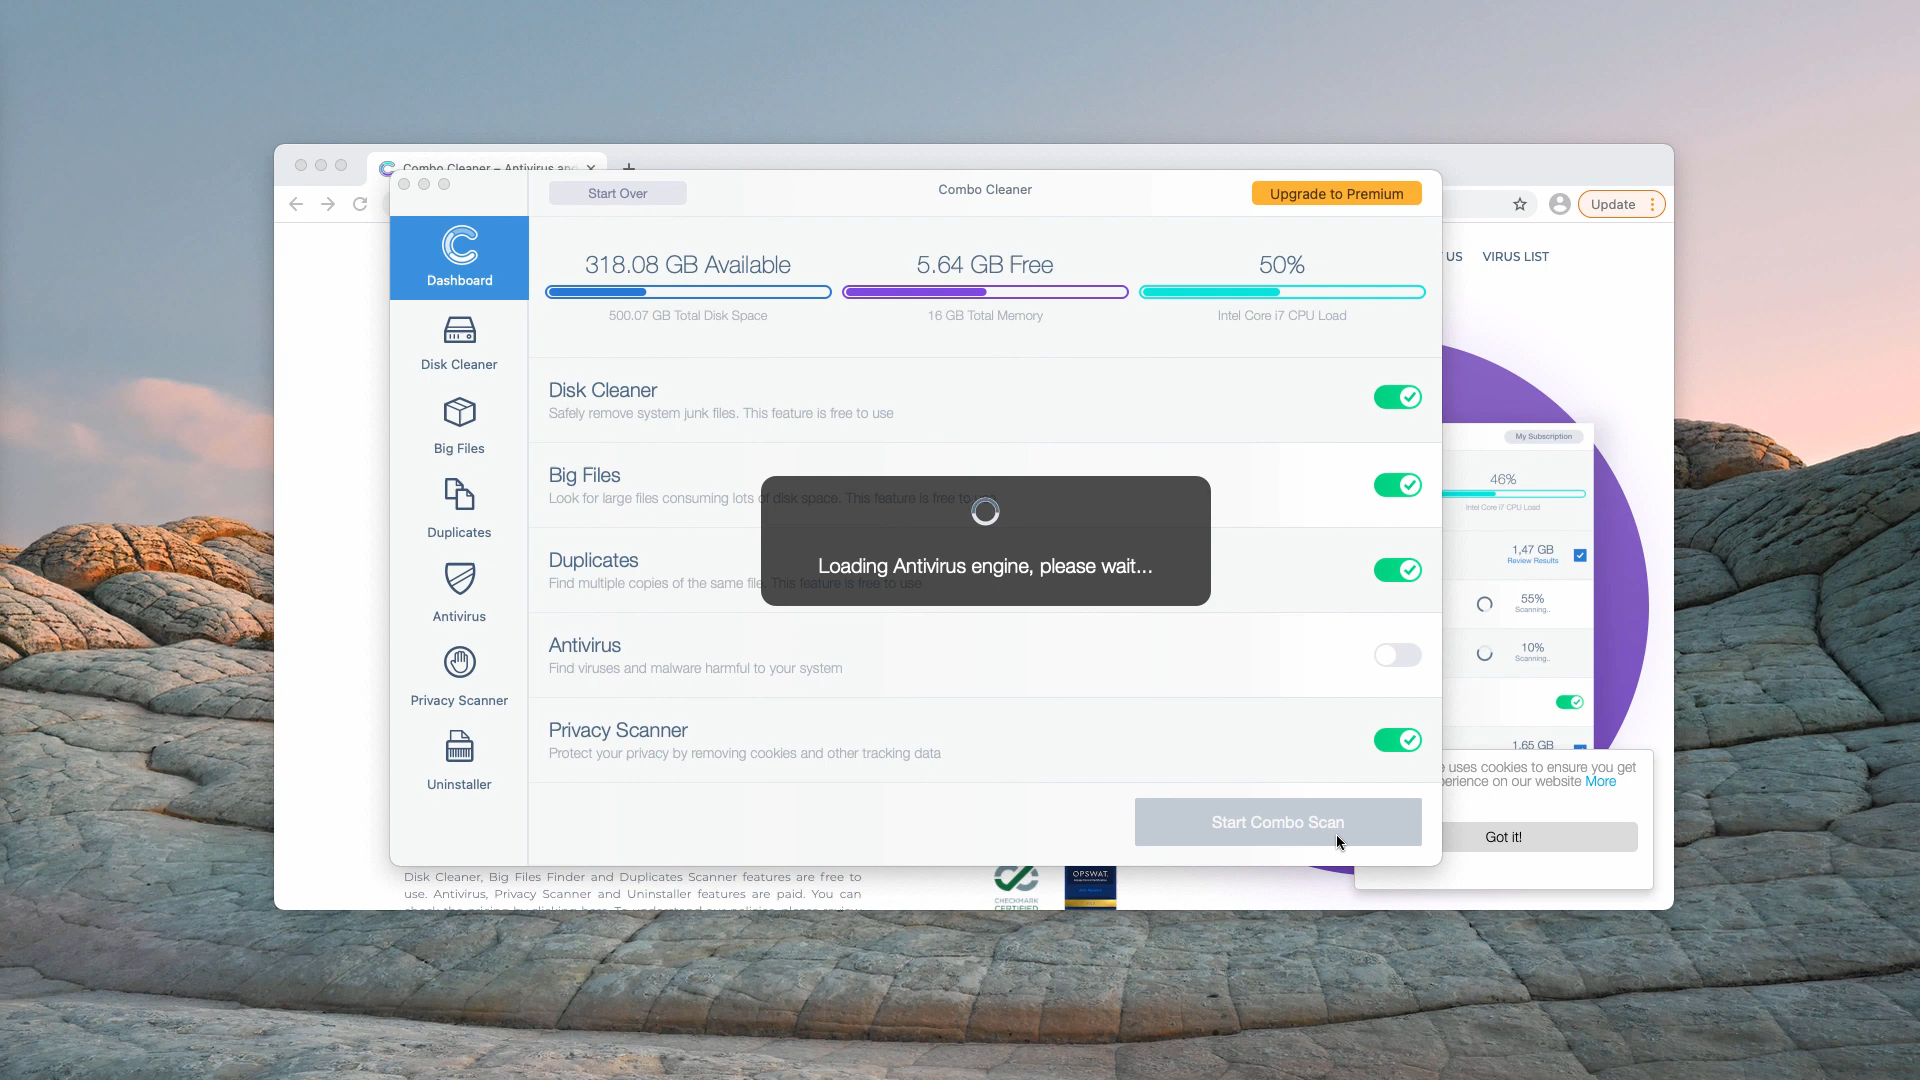 Combo Cleaner – Antivirus and
Update
US VIRUS LIST
Start Over
Combo Cleaner
Upgrade to Premium
Dashboard
Disk Cleaner
Big Files
Duplicates
Antivirus
Privacy Scanner
Uninstaller
318.08 GB Available
500.07 GB Total Disk Space
5.64 GB Free
16 GB Total Memory
50%
Intel Core i7 CPU Load
Disk Cleaner
Safely remove system junk files. This feature is free to use
Big Files
Look for large files consuming lots of disk space. This feature is free to
Duplicates
Find multiple copies of the same file. This feature is free to use
Loading Antivirus engine, please wait...
Antivirus
Find viruses and malware harmful to your system
Privacy Scanner
Protect your privacy by removing cookies and other tracking data
Start Combo Scan
My Subscription
46%
Intel Core i7 CPU Load
1,47 GB
Review Results
55%
Scanning..
10%
Scanning..
1,65 GB
uses cookies to ensure you get
perience on our website More
Got it!
Disk Cleaner, Big Files Finder and Duplicates Scanner features are free to
use. Antivirus, Privacy Scanner and Uninstaller features are paid. You can
CHECKMARK
CERTIFIED
OPSWAT.